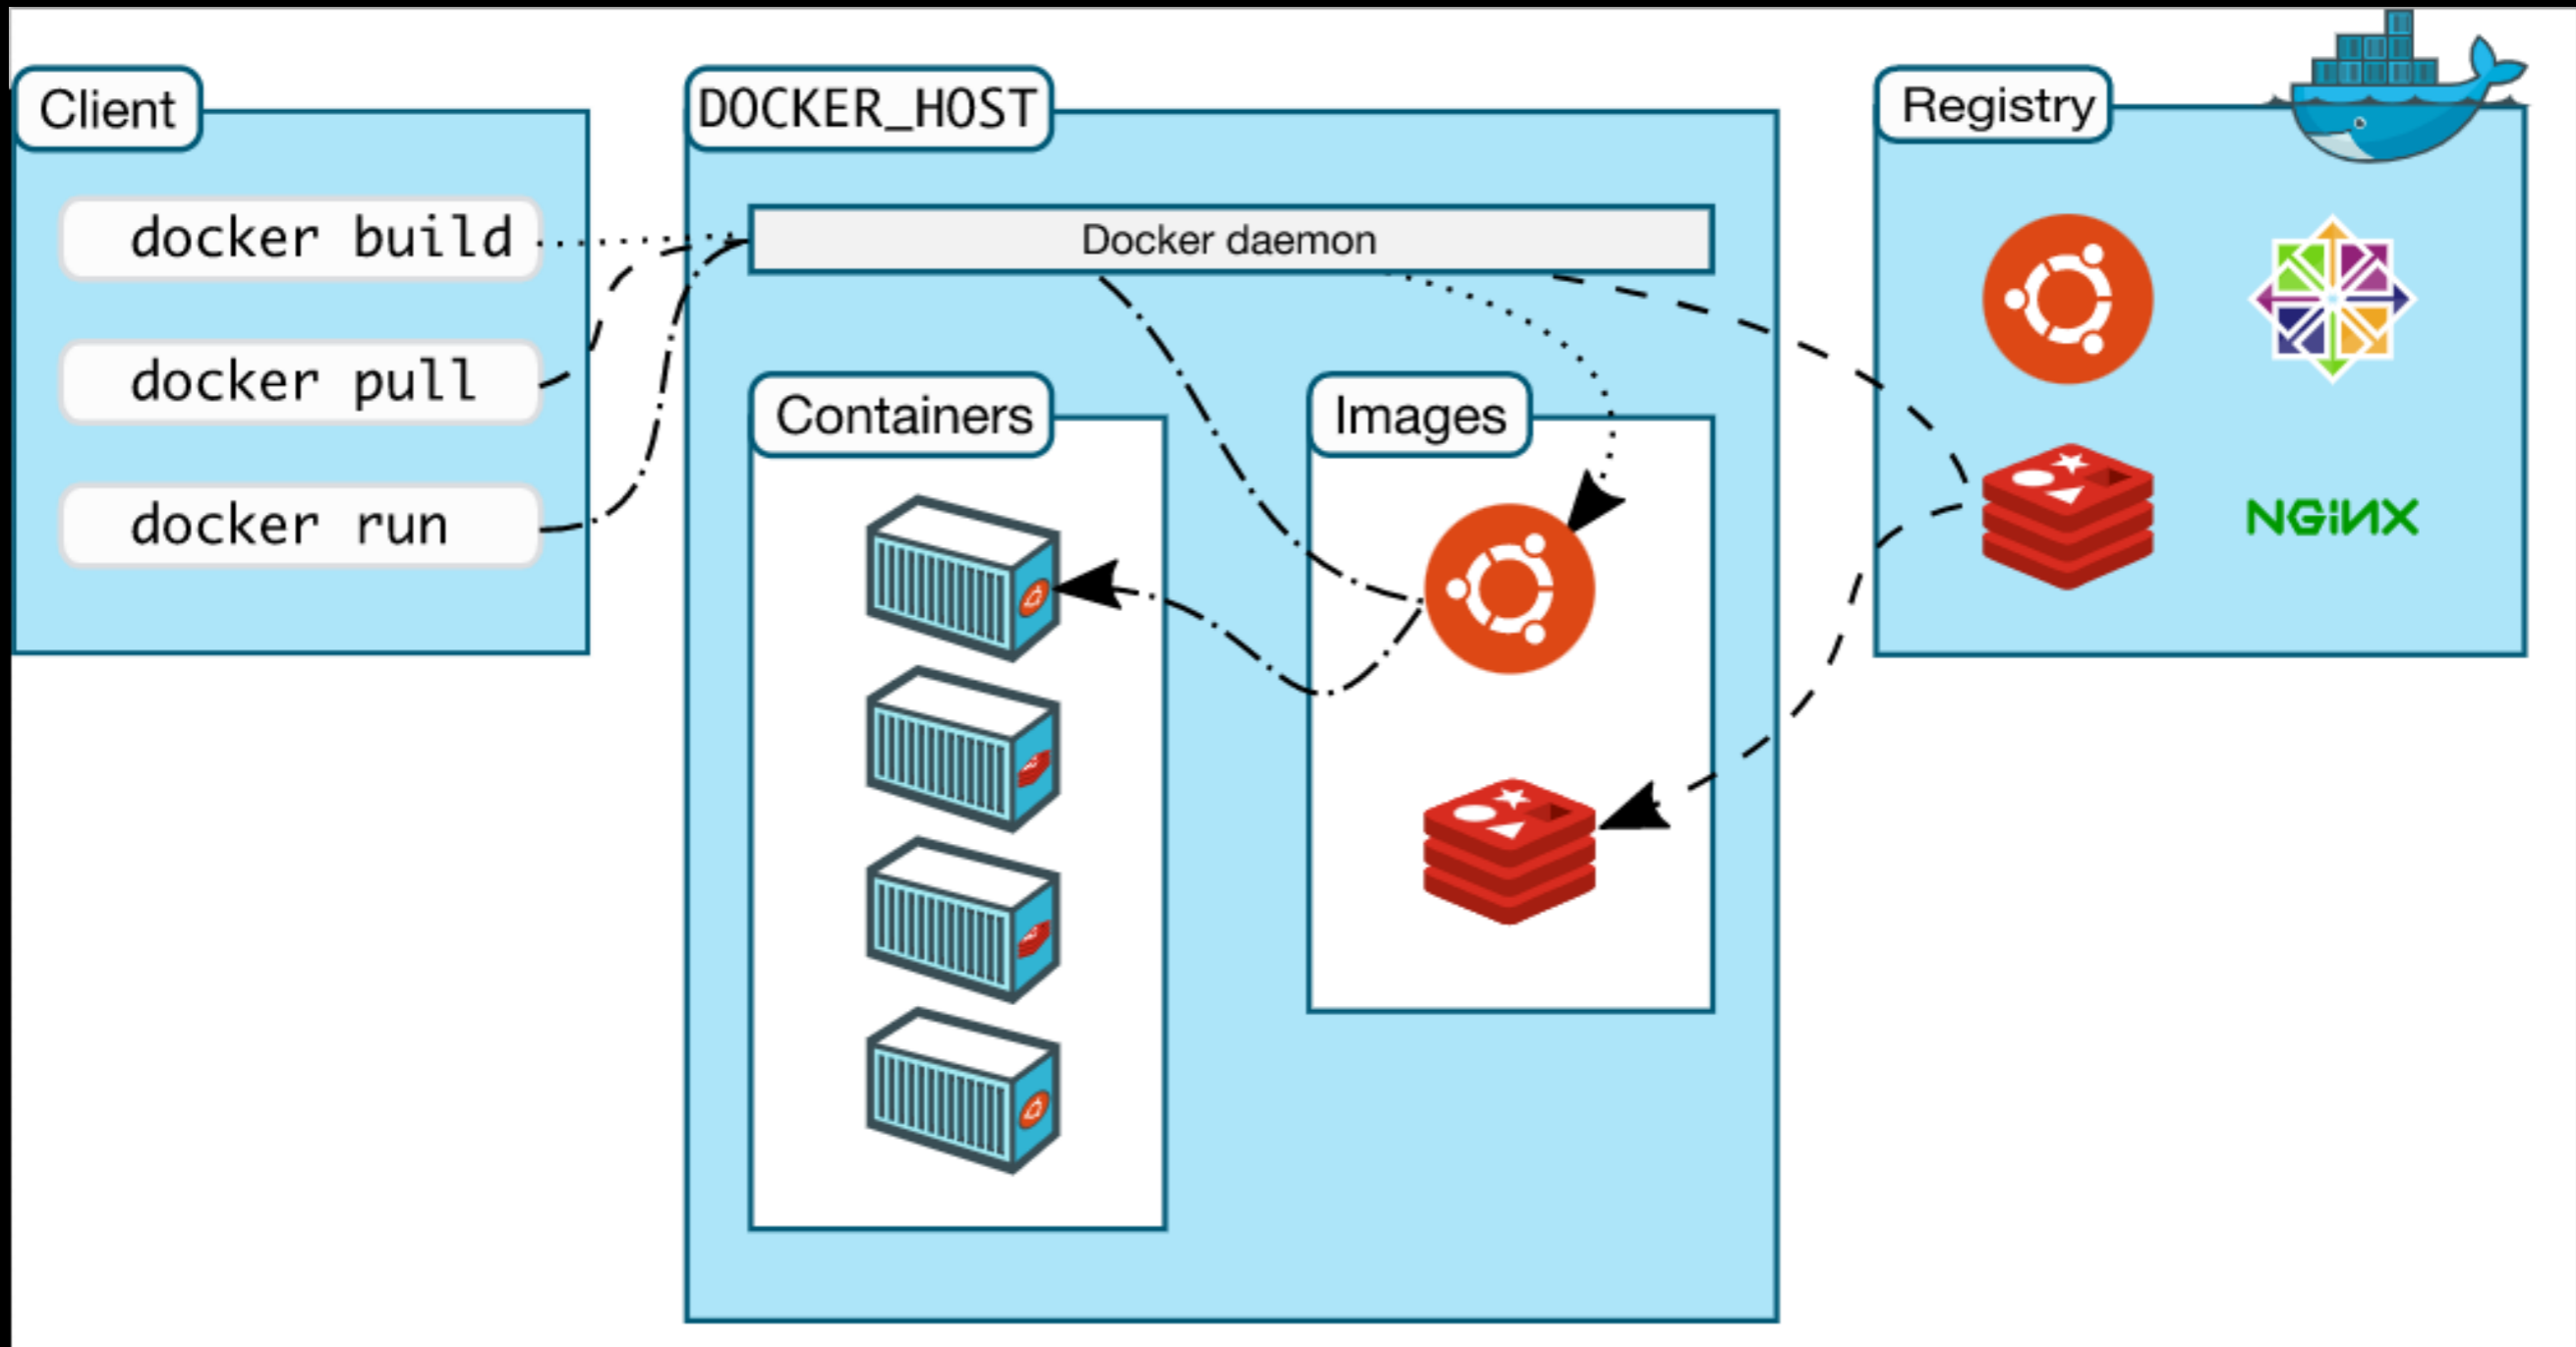 Client
docker build
docker pull
docker run
DOCKER_HOST
Docker daemon
Containers
Images
Registry
NGiNX